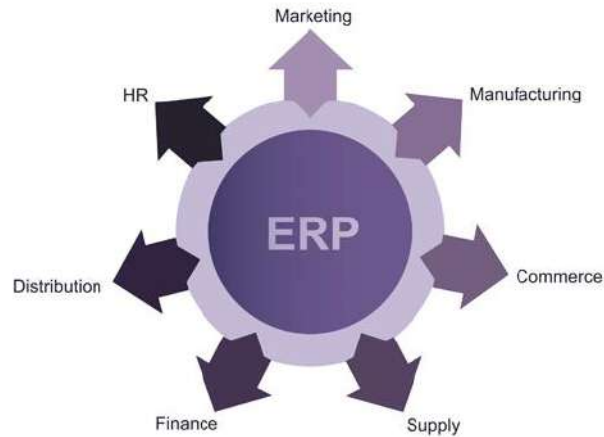 Marketing
HR
Manufacturing
ERP
Distribution
Commerce
Finance
Supply